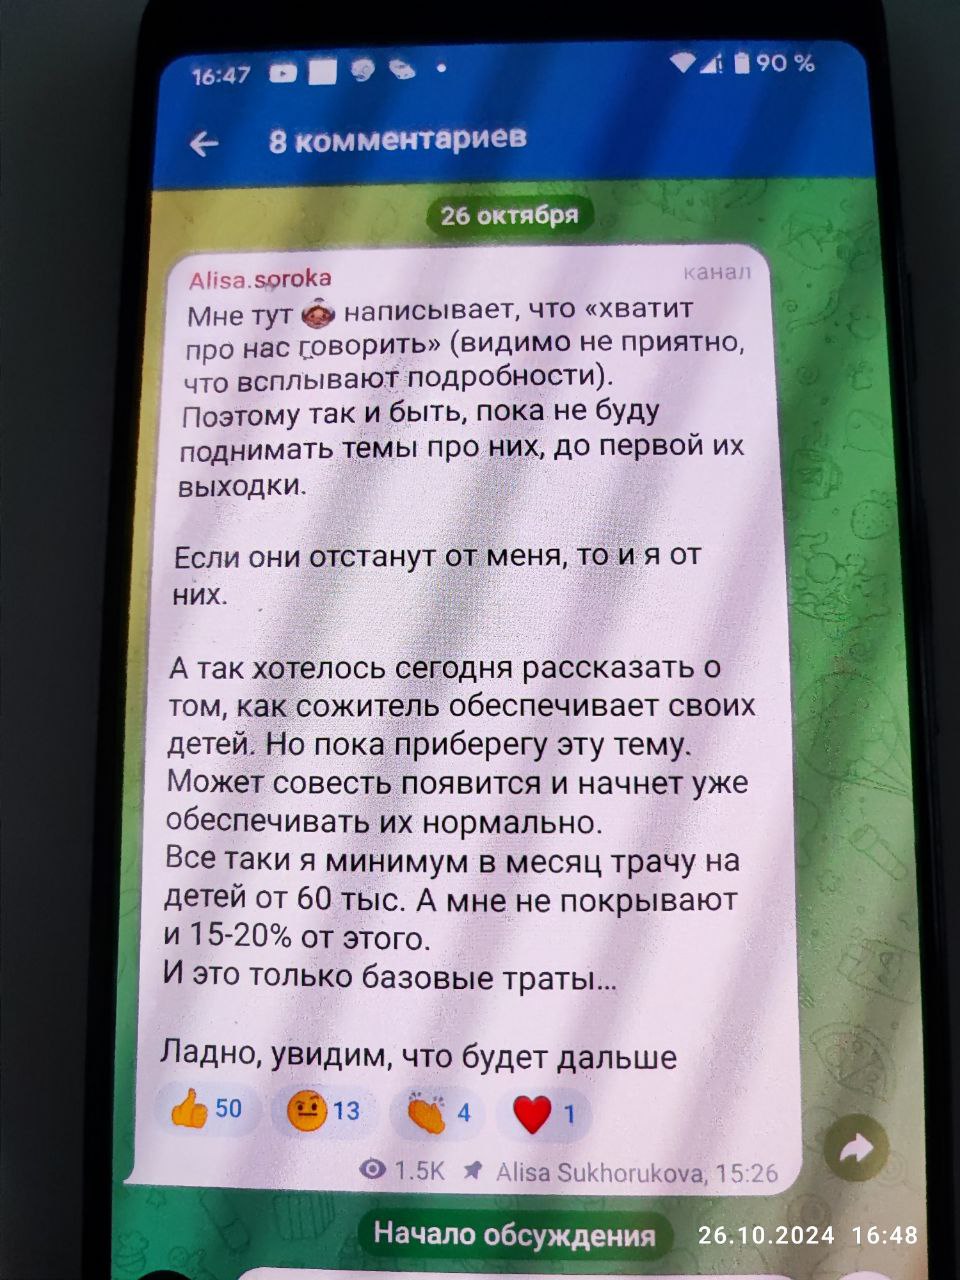 16:47
90 %
8 комментариев
26 октября
Alisa.soroka
канал
Мне тут написывает, что «хватит
про нас говорить» (видимо не приятно,
что всплывают подробности).
Поэтому так и быть, пока не буду
поднимать темы про них, до первой их
выходки.
Если они отстанут от меня, то и я от
них.
А так хотелось сегодня рассказать о
том, как сожитель обеспечивает своих
детей. Но пока приберегу эту тему.
Может совесть появится и начнет уже
обеспечивать их нормально.
Все таки я минимум в месяц трачу на
детей от 60 тыс. А мне не покрывают
и 15-20% от этого.
И это только базовые траты...
Ладно, увидим, что будет дальше
50 13 4 1
1.5K Alisa Sukhorukova, 15:26
Начало обсуждения
26.10.2024 16:48